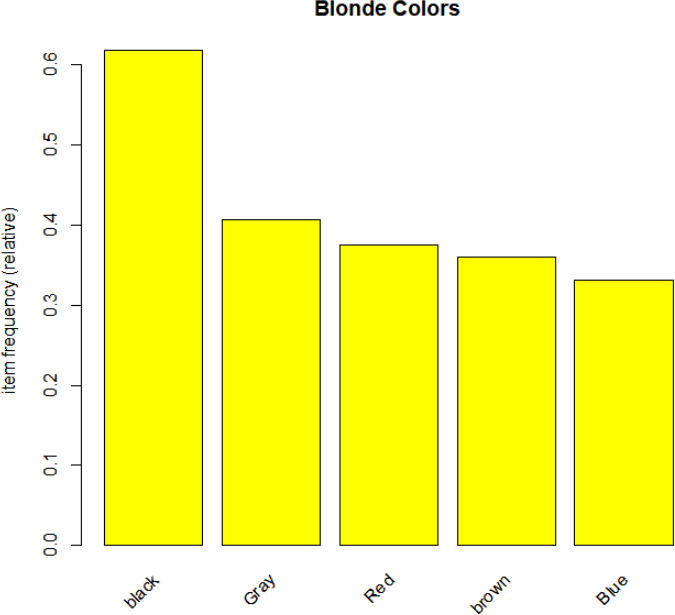 Blonde Colors
item frequency (relative)
0.6
0.5
0.4
0.3
0.2
0.1
0.0
black
Gray
Red
brown
Blue